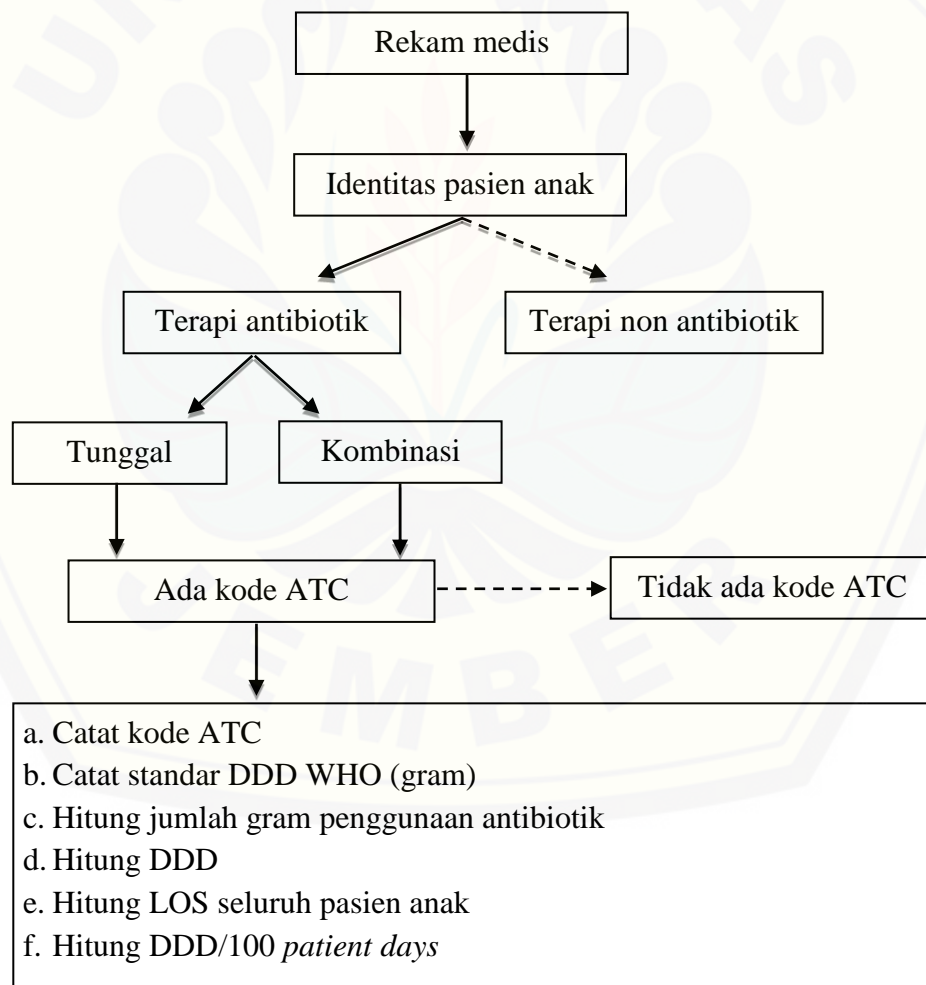 Rekam medis
Identitas pasien anak
Terapi antibiotik
Terapi non antibiotik
Tunggal
Kombinasi
Ada kode ATC
Tidak ada kode ATC
a. Catat kode ATC
b. Catat standar DDD WHO (gram)
c. Hitung jumlah gram penggunaan antibiotik
d. Hitung DDD
e. Hitung LOS seluruh pasien anak
f. Hitung DDD/100 patient days